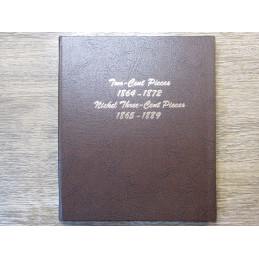 Two-Cent Pieces
1864-1872
Nickel Three-Cent Pieces
1865-1889